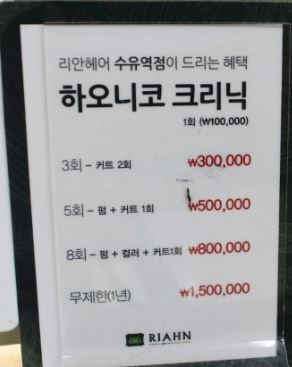 리안헤어 수유역점이 드리는 혜택
하오니코 크리닉
1회 (₩100,000)
3회 - 커트 2회 ₩300,000
5회 - 펌 + 커트 1회 ₩500,000
8회 - 펌 + 컬러 + 커트1회 ₩800,000
무제한(1년) ₩1,500,000
RIAHN